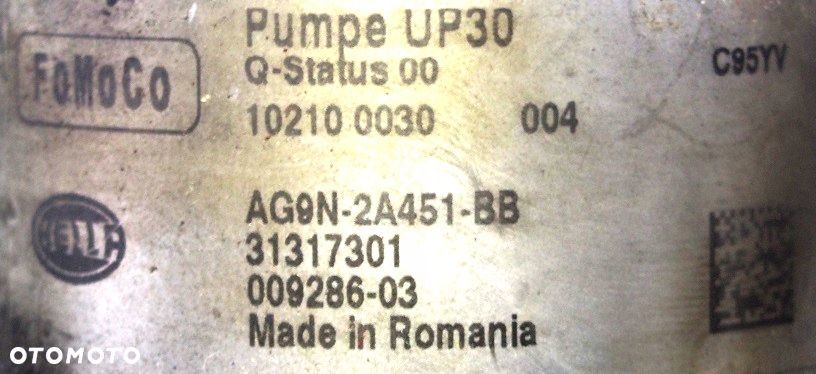 Pumpe UP30
FoMoCo
Q-Status 00
C95YV
10210 0030 004
AG9N-2A451-BB
HELLA
31317301
009286-03
Made in Romania
OTOMOTO